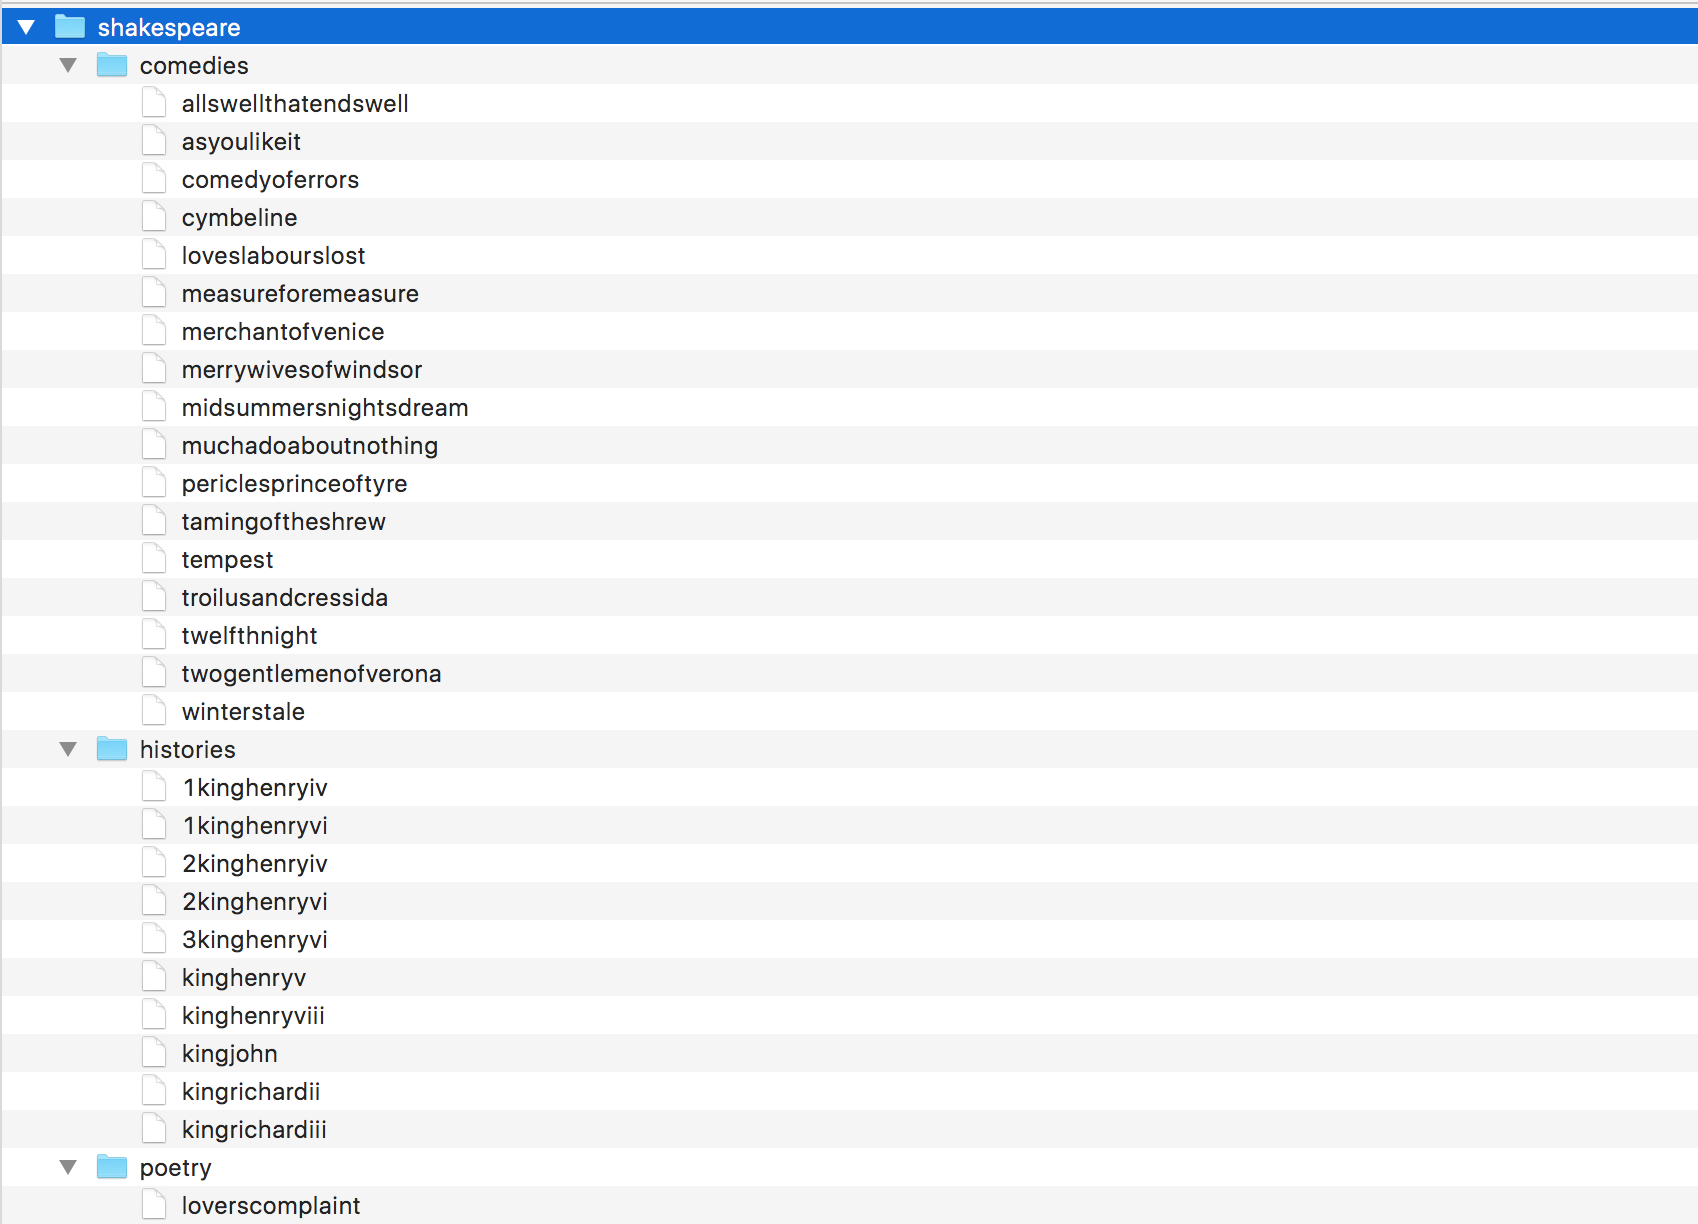 shakespeare
comedies
allswellthatendswell
asyoulikeit
comedyoferrors
cymbeline
loveslabourslost
measureforemeasure
merchantofvenice
merrywivesofwindsor
midsummersnightsdream
muchadoaboutnothing
periclesprinceoftyre
tamingoftheshrew
tempest
troilusandcressida
twelfthnight
twogentlemenofverona
winterstale
histories
1kinghenryiv
1kinghenryvi
2kinghenryiv
2kinghenryvi
3kinghenryvi
kinghenryv
kinghenryviii
kingjohn
kingrichardii
kingrichardiii
poetry
loverscomplaint